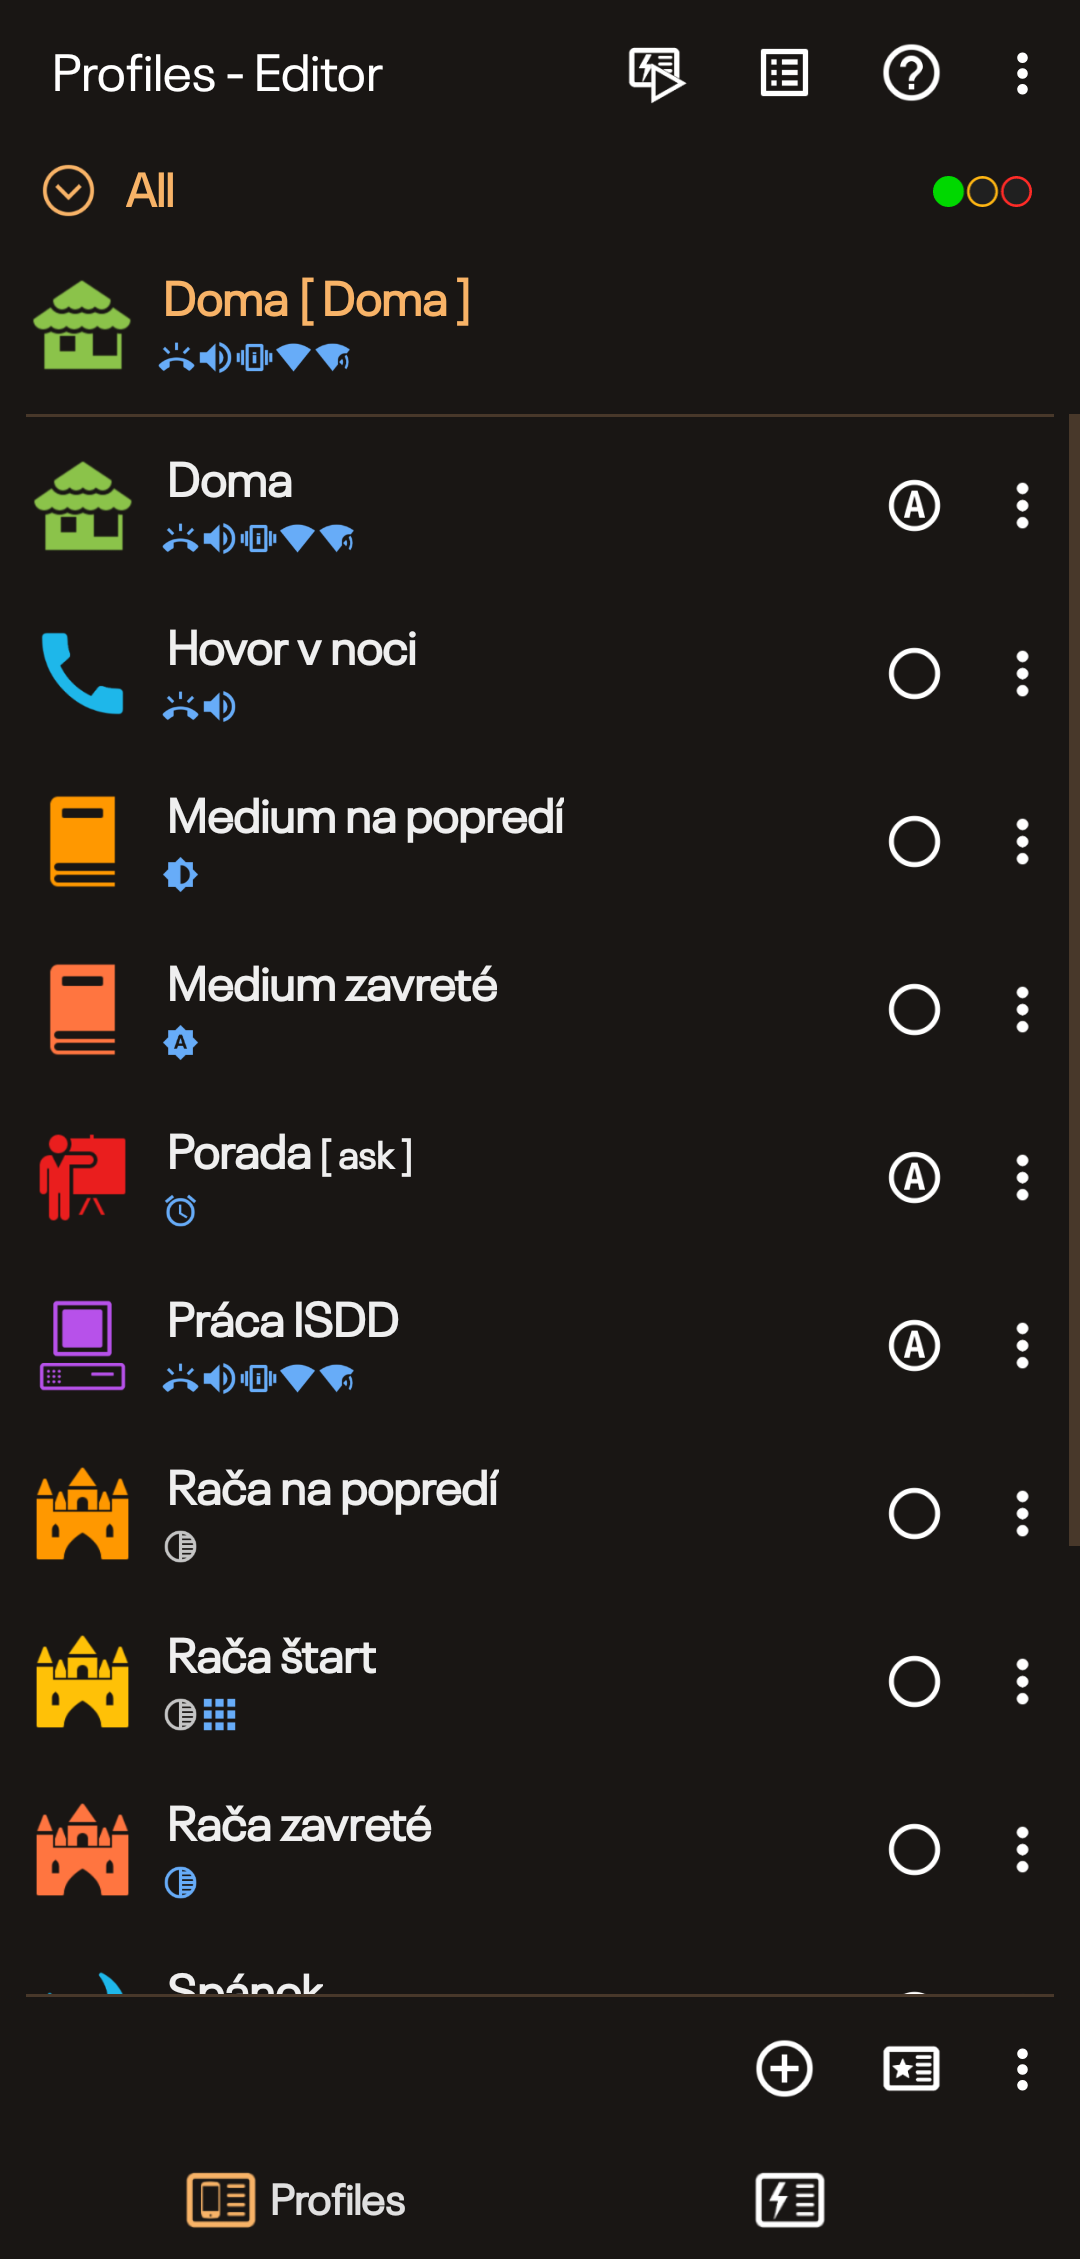 Profiles - Editor
All
Doma [ Doma ]
Doma
A
Hovor v noci
Medium na popredí
Medium zavreté
A
Porada [ ask ]
A
Práca ISDD
A
Rača na popredí
Rača štart
Rača zavreté
Spánok
Profiles